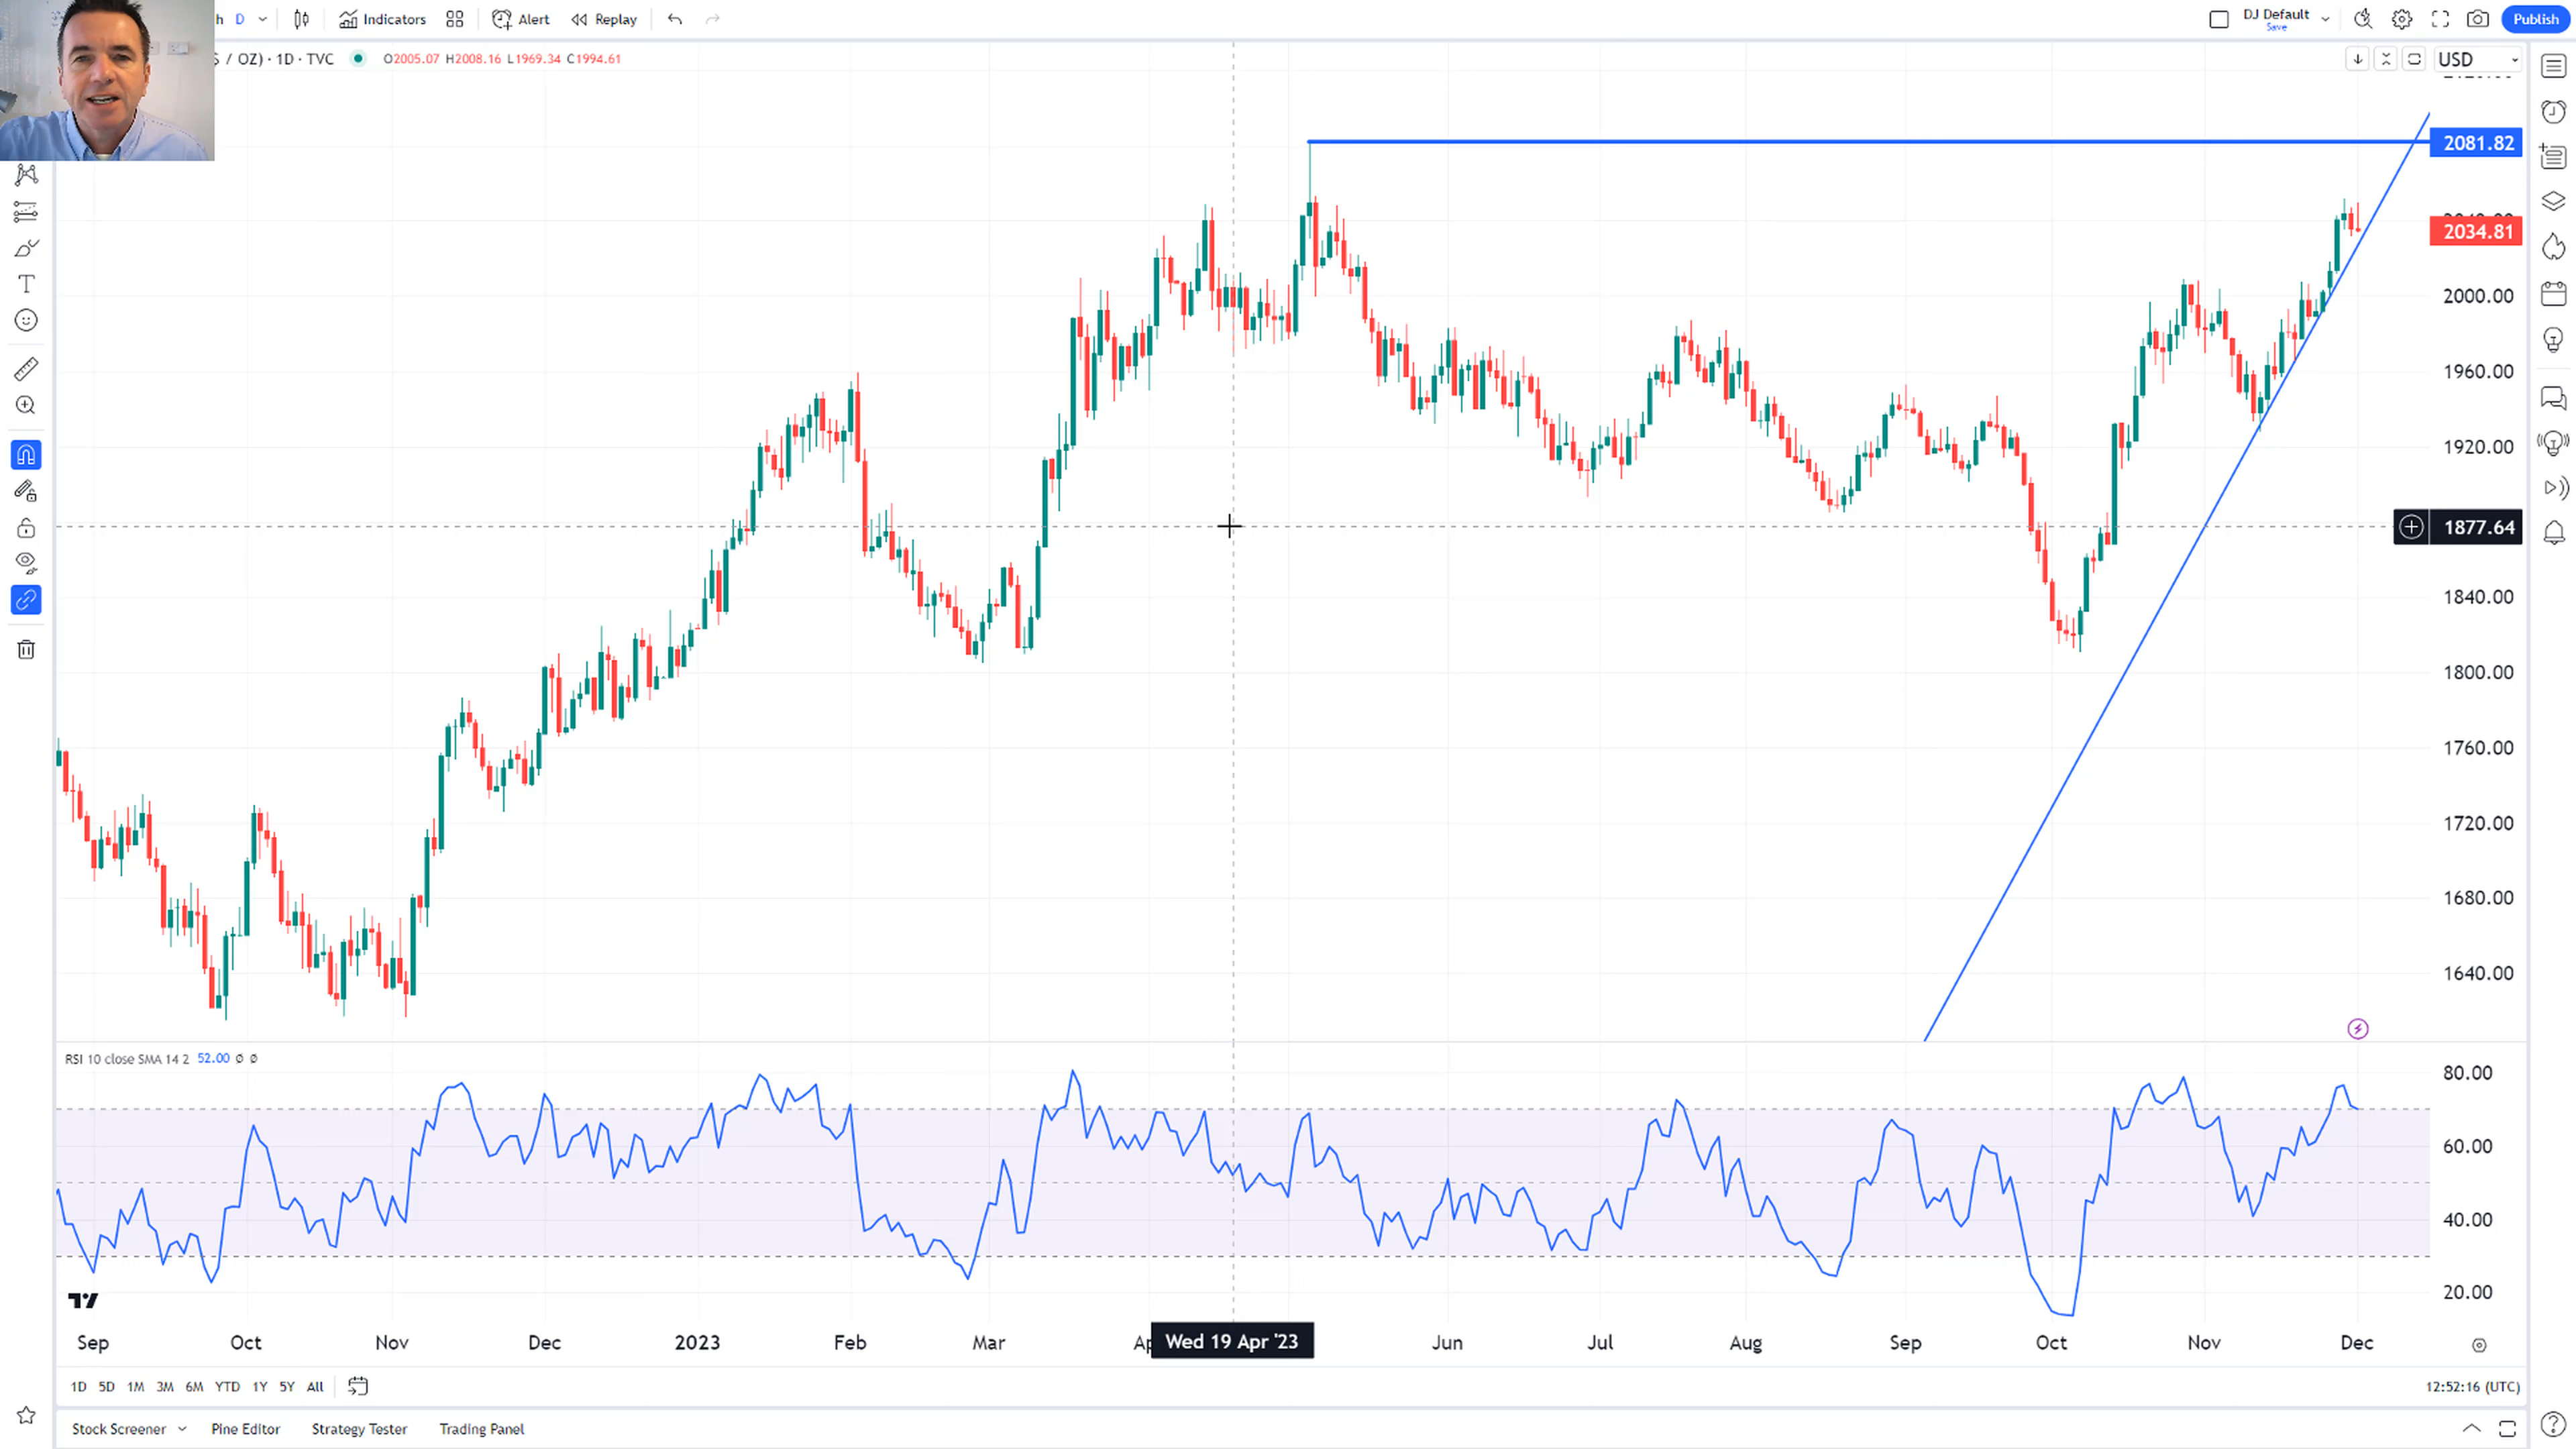 h D Indicators Alert Replay DJ Default Save Publish
$ / OZ) · 1D · TVC O2005.07 H2008.16 L1969.34 C1994.61 USD
2081.82
2034.81
2000.00
1960.00
1920.00
1877.64
1840.00
1800.00
1760.00
1720.00
1680.00
1640.00
RSI 10 close SMA 14 2 52.00 Ø Ø
80.00
60.00
40.00
20.00
Sep Oct Nov Dec 2023 Feb Mar Wed 19 Apr '23 Jun Jul Aug Sep Oct Nov Dec
1D 5D 1M 3M 6M YTD 1Y 5Y All 12:52:16 (UTC)
Stock Screener Pine Editor Strategy Tester Trading Panel